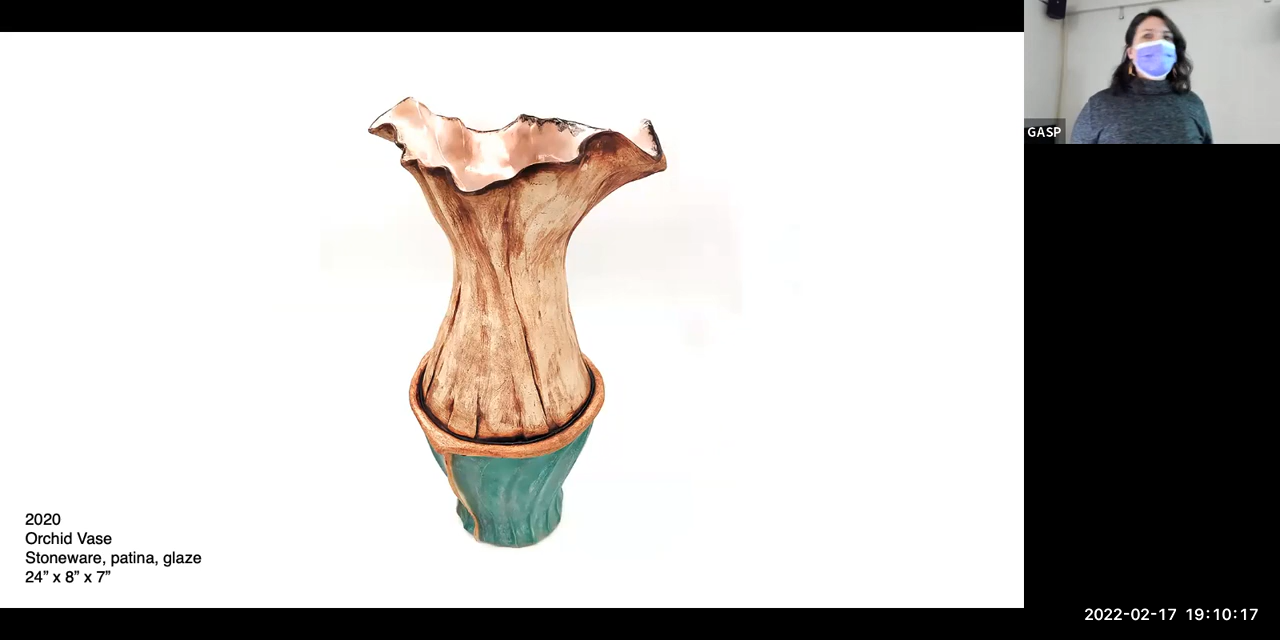 GASP
2020
Orchid Vase
Stoneware, patina, glaze
24” x 8” x 7”
2022-02-17 19:10:17